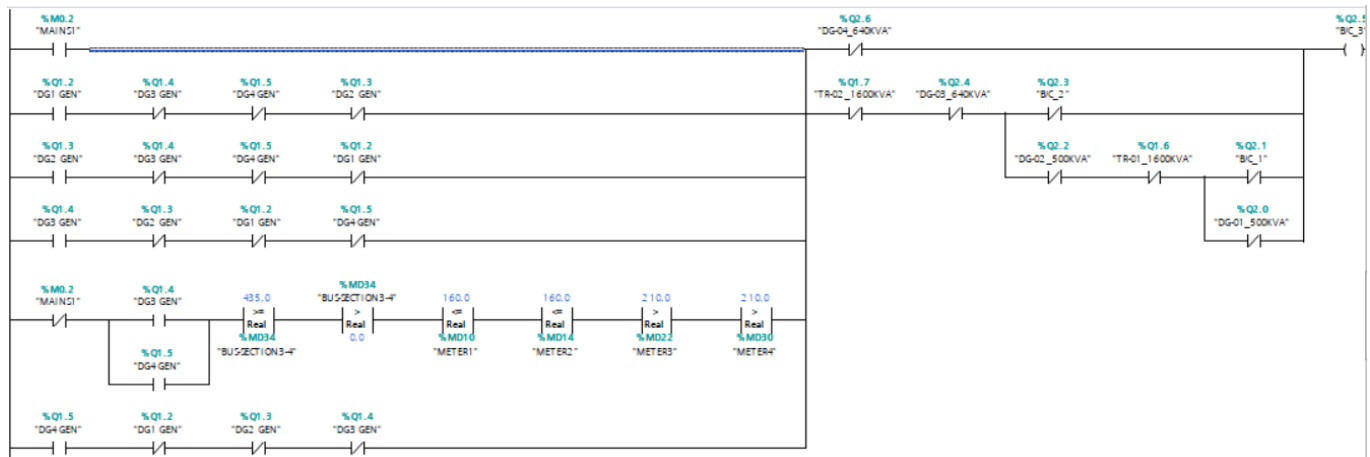 %M0.2 %Q2.6 %Q2.5
"MAINS1" "DG-04_640KVA" "B/C_3"
%Q1.2 %Q1.4 %Q1.5 %Q1.3 %Q1.7 %Q2.4 %Q2.3
"DG1 GEN" "DG3 GEN" "DG4 GEN" "DG2 GEN" "TR-02_1600KVA" "DG-03_640KVA" "B/C_2"
%Q1.3 %Q1.4 %Q1.5 %Q1.2 %Q2.2 %Q1.6 %Q2.1
"DG2 GEN" "DG3 GEN" "DG4 GEN" "DG1 GEN" "DG-02_500KVA" "TR-01_1600KVA" "B/C_1"
%Q1.4 %Q1.3 %Q1.2 %Q1.5 %Q2.0
"DG3 GEN" "DG2 GEN" "DG1 GEN" "DG4 GEN" "DG-01_500KVA"
%M0.2 %Q1.4 %MD34
"MAINS1" "DG3 GEN" 435.0 "BUS-SECTION3-4" 160.0 160.0 210.0 210.0
>= > <= <= > >
Real Real Real Real Real Real
%MD34 0.0 %MD10 %MD14 %MD22 %MD30
"BUS-SECTION3-4" "METER1" "METER2" "METER3" "METER4"
%Q1.5
"DG4 GEN"
%Q1.5 %Q1.2 %Q1.3 %Q1.4
"DG4 GEN" "DG1 GEN" "DG2 GEN" "DG3 GEN"